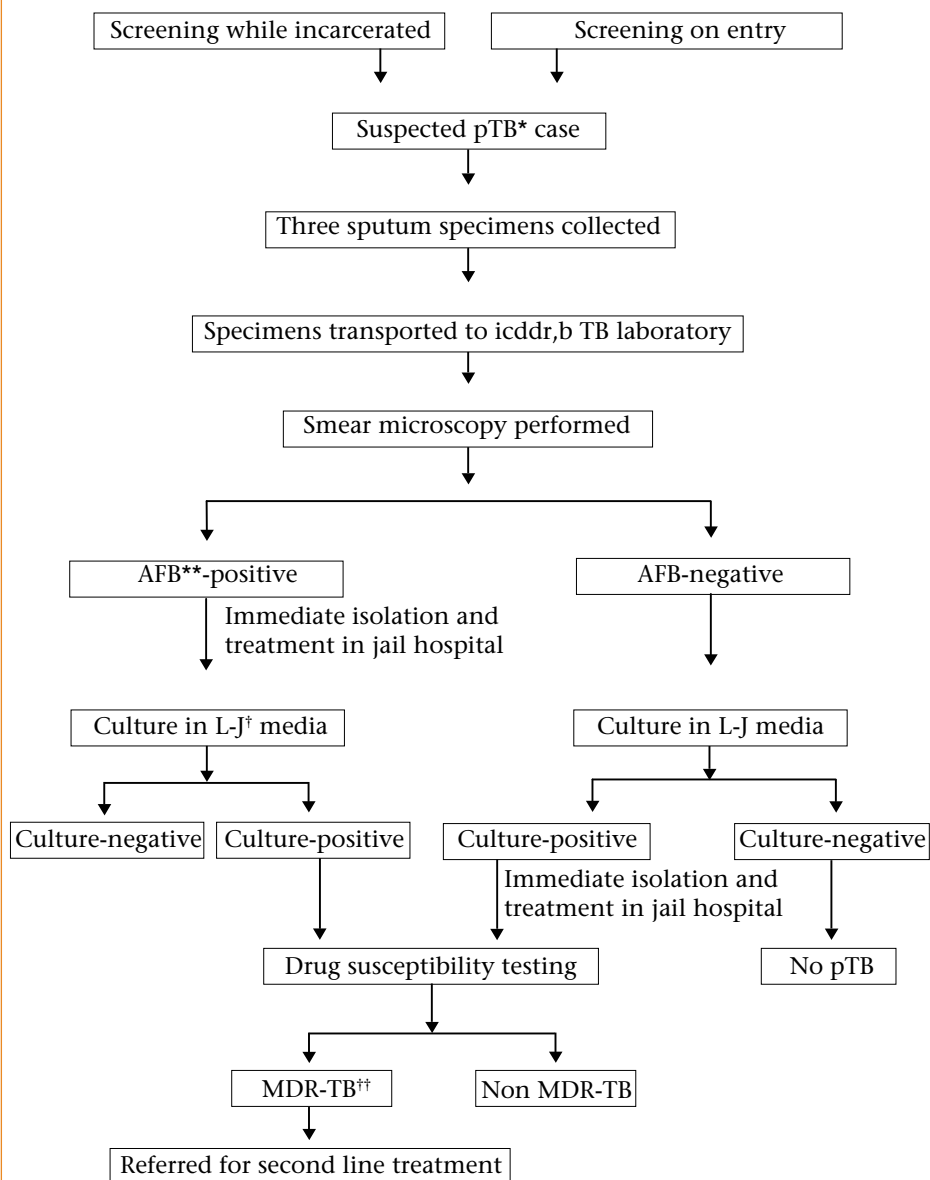 Screening while incarcerated
Screening on entry
Suspected pTB* case
Three sputum specimens collected
Specimens transported to icddr,b TB laboratory
Smear microscopy performed
AFB**-positive
AFB-negative
Immediate isolation and
treatment in jail hospital
Culture in L-J† media
Culture in L-J media
Culture-negative
Culture-positive
Culture-positive
Culture-negative
Immediate isolation and
treatment in jail hospital
Drug susceptibility testing
No pTB
MDR-TB††
Non MDR-TB
Referred for second line treatment